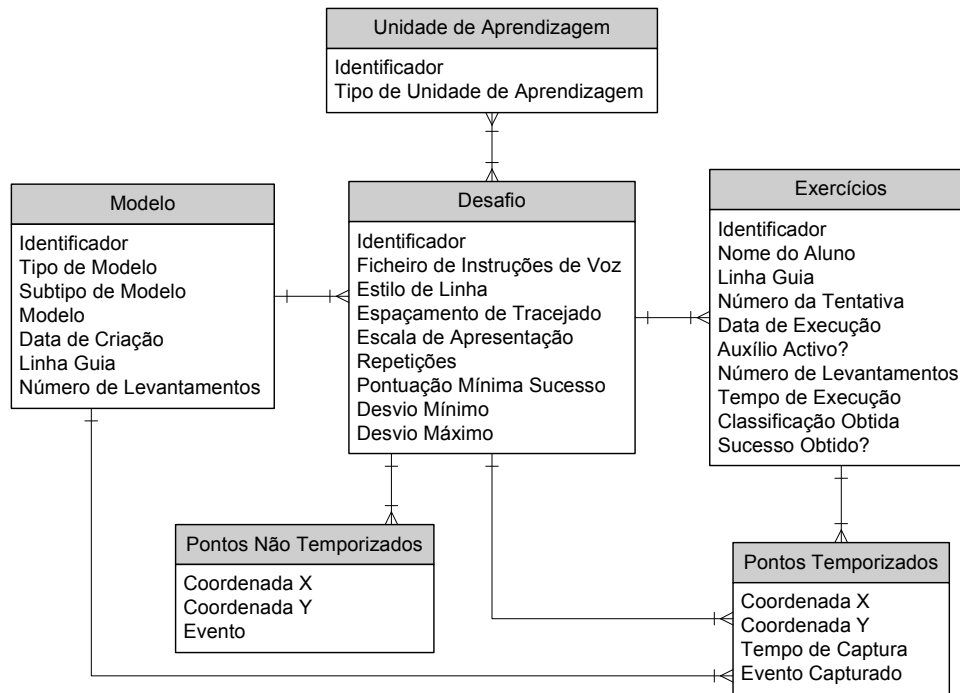 Unidade de Aprendizagem
Identificador
Tipo de Unidade de Aprendizagem
Modelo
Identificador
Tipo de Modelo
Subtipo de Modelo
Modelo
Data de Criação
Linha Guia
Número de Levantamentos
Desafio
Identificador
Ficheiro de Instruções de Voz
Estilo de Linha
Espaçamento de Tracejado
Escala de Apresentação
Repetições
Pontuação Mínima Sucesso
Desvio Mínimo
Desvio Máximo
Exercícios
Identificador
Nome do Aluno
Linha Guia
Número da Tentativa
Data de Execução
Auxílio Activo?
Número de Levantamentos
Tempo de Execução
Classificação Obtida
Sucesso Obtido?
Pontos Não Temporizados
Coordenada X
Coordenada Y
Evento
Pontos Temporizados
Coordenada X
Coordenada Y
Tempo de Captura
Evento Capturado